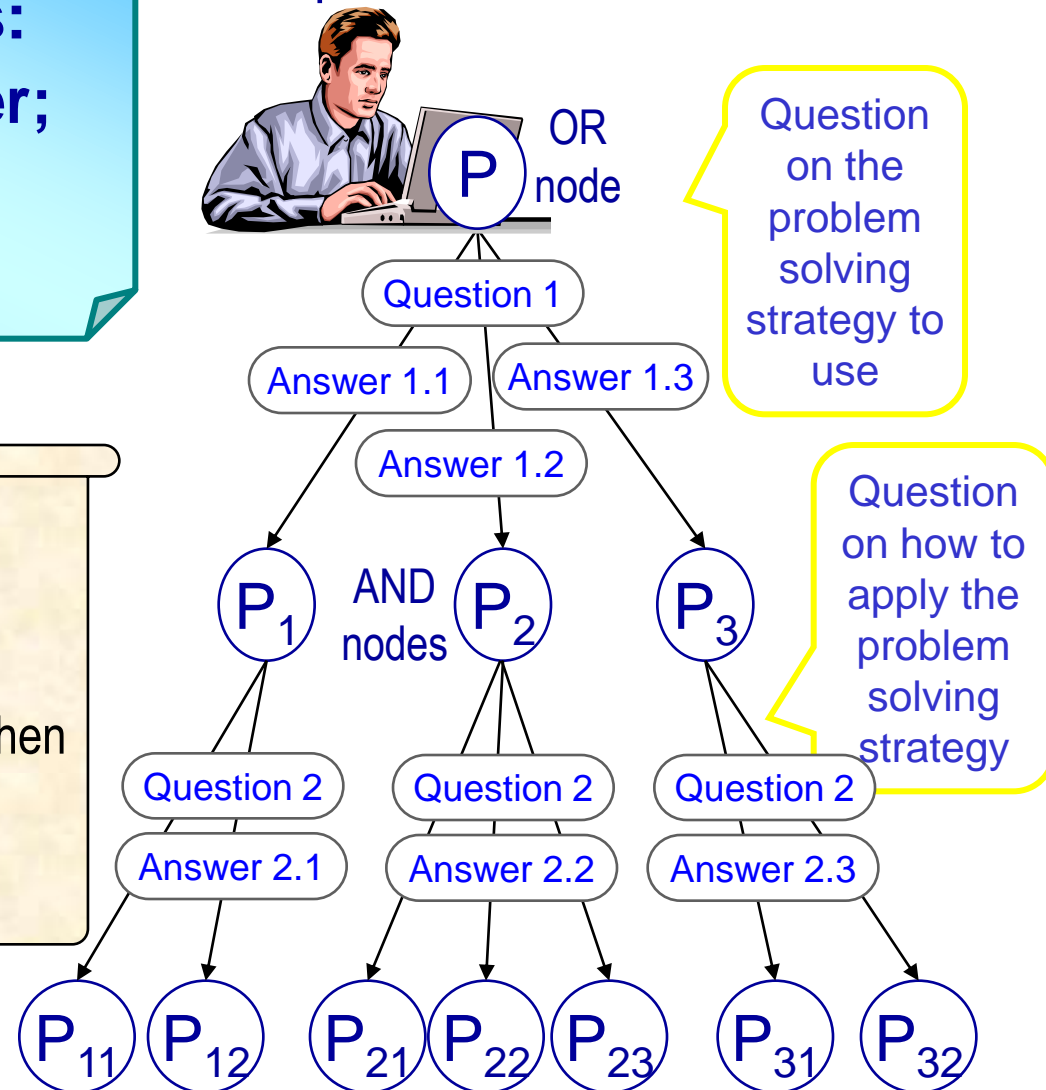 s:
er;
P
OR
node
Question
on the
problem
solving
strategy to
use
Question 1
Answer 1.1
Answer 1.3
Answer 1.2
Question
on how to
apply the
problem
solving
strategy
P1
AND
nodes
P2
P3
hen
Question 2
Question 2
Question 2
Answer 2.1
Answer 2.2
Answer 2.3
P11
P12
P21
P22
P23
P31
P32